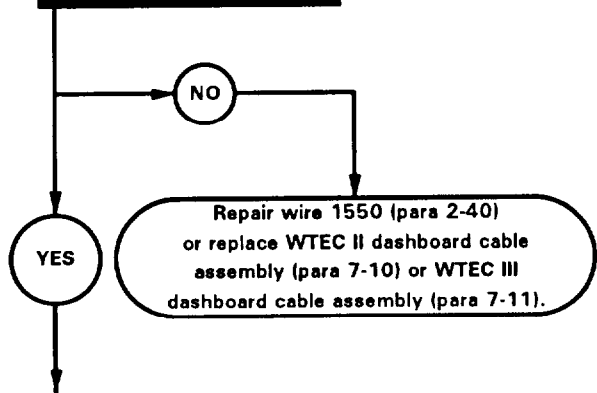 NO
YES
Repair wire 1550 (para 2-40)
or replace WTEC II dashboard cable
assembly (para 7-10) or WTEC III
dashboard cable assembly (para 7-11).